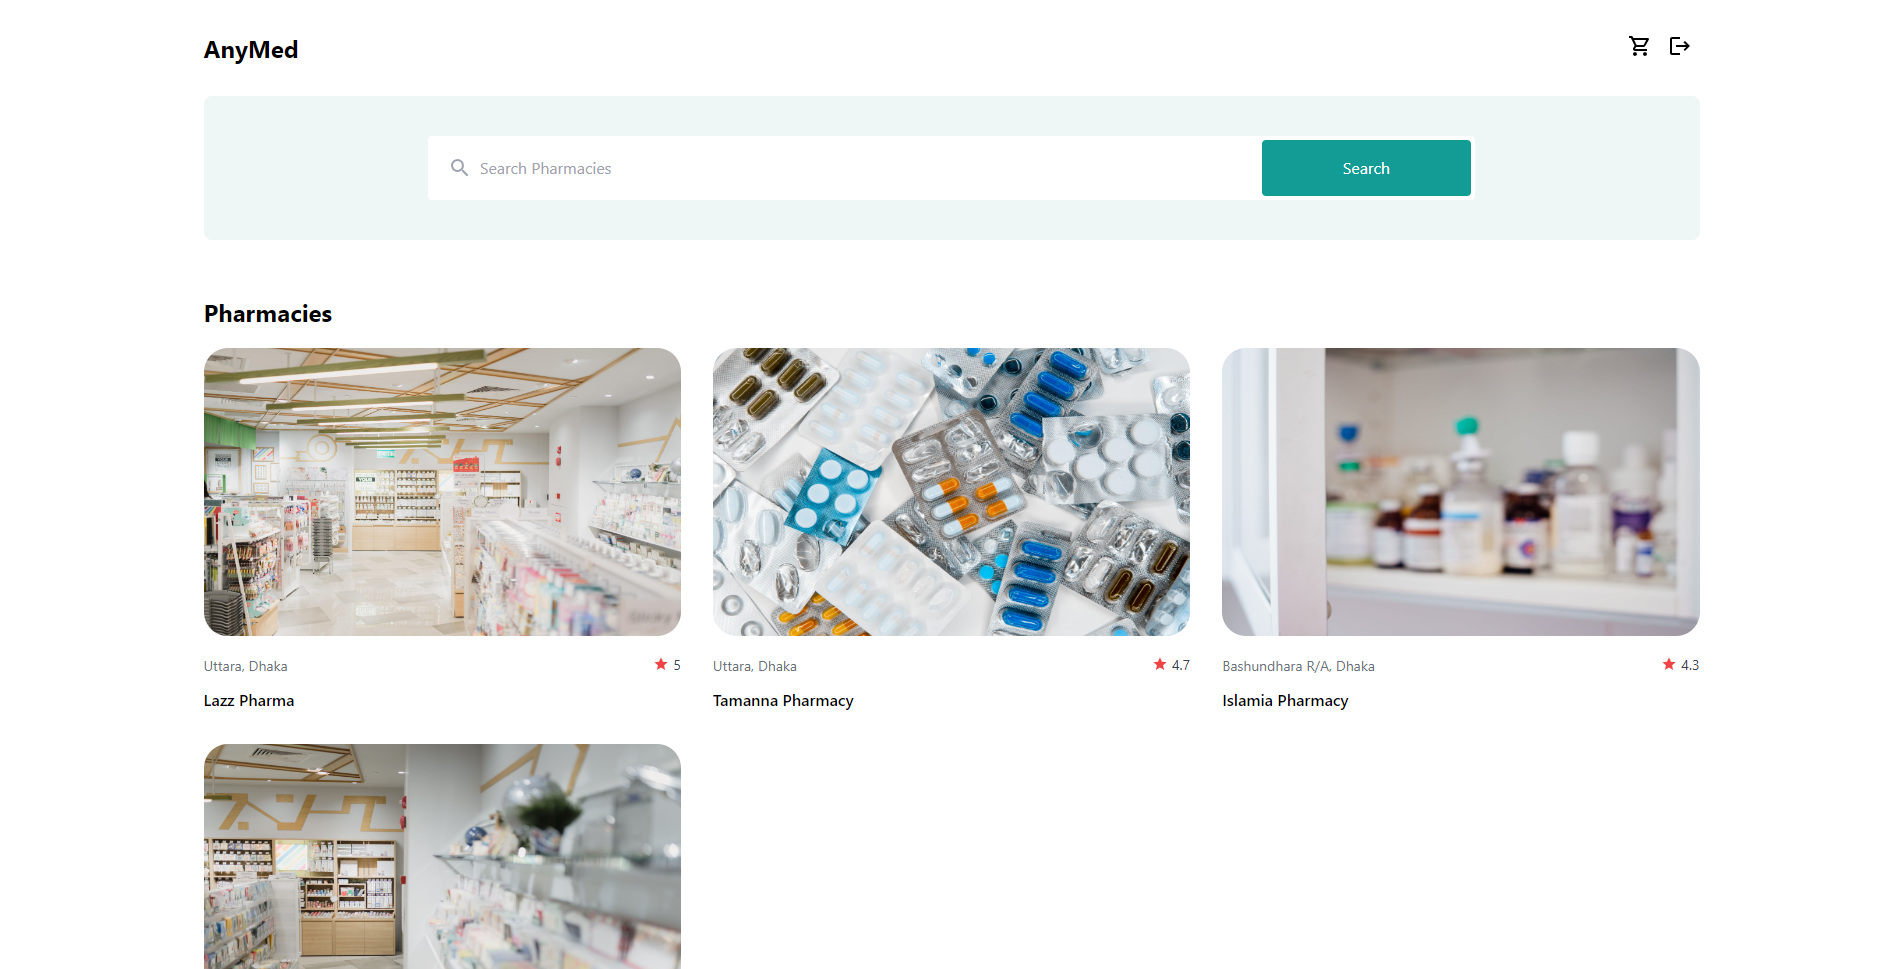 AnyMed
Search Pharmacies
Search
Pharmacies
Uttara, Dhaka
5
Lazz Pharma
Uttara, Dhaka
4.7
Tamanna Pharmacy
Bashundhara R/A, Dhaka
4.3
Islamia Pharmacy